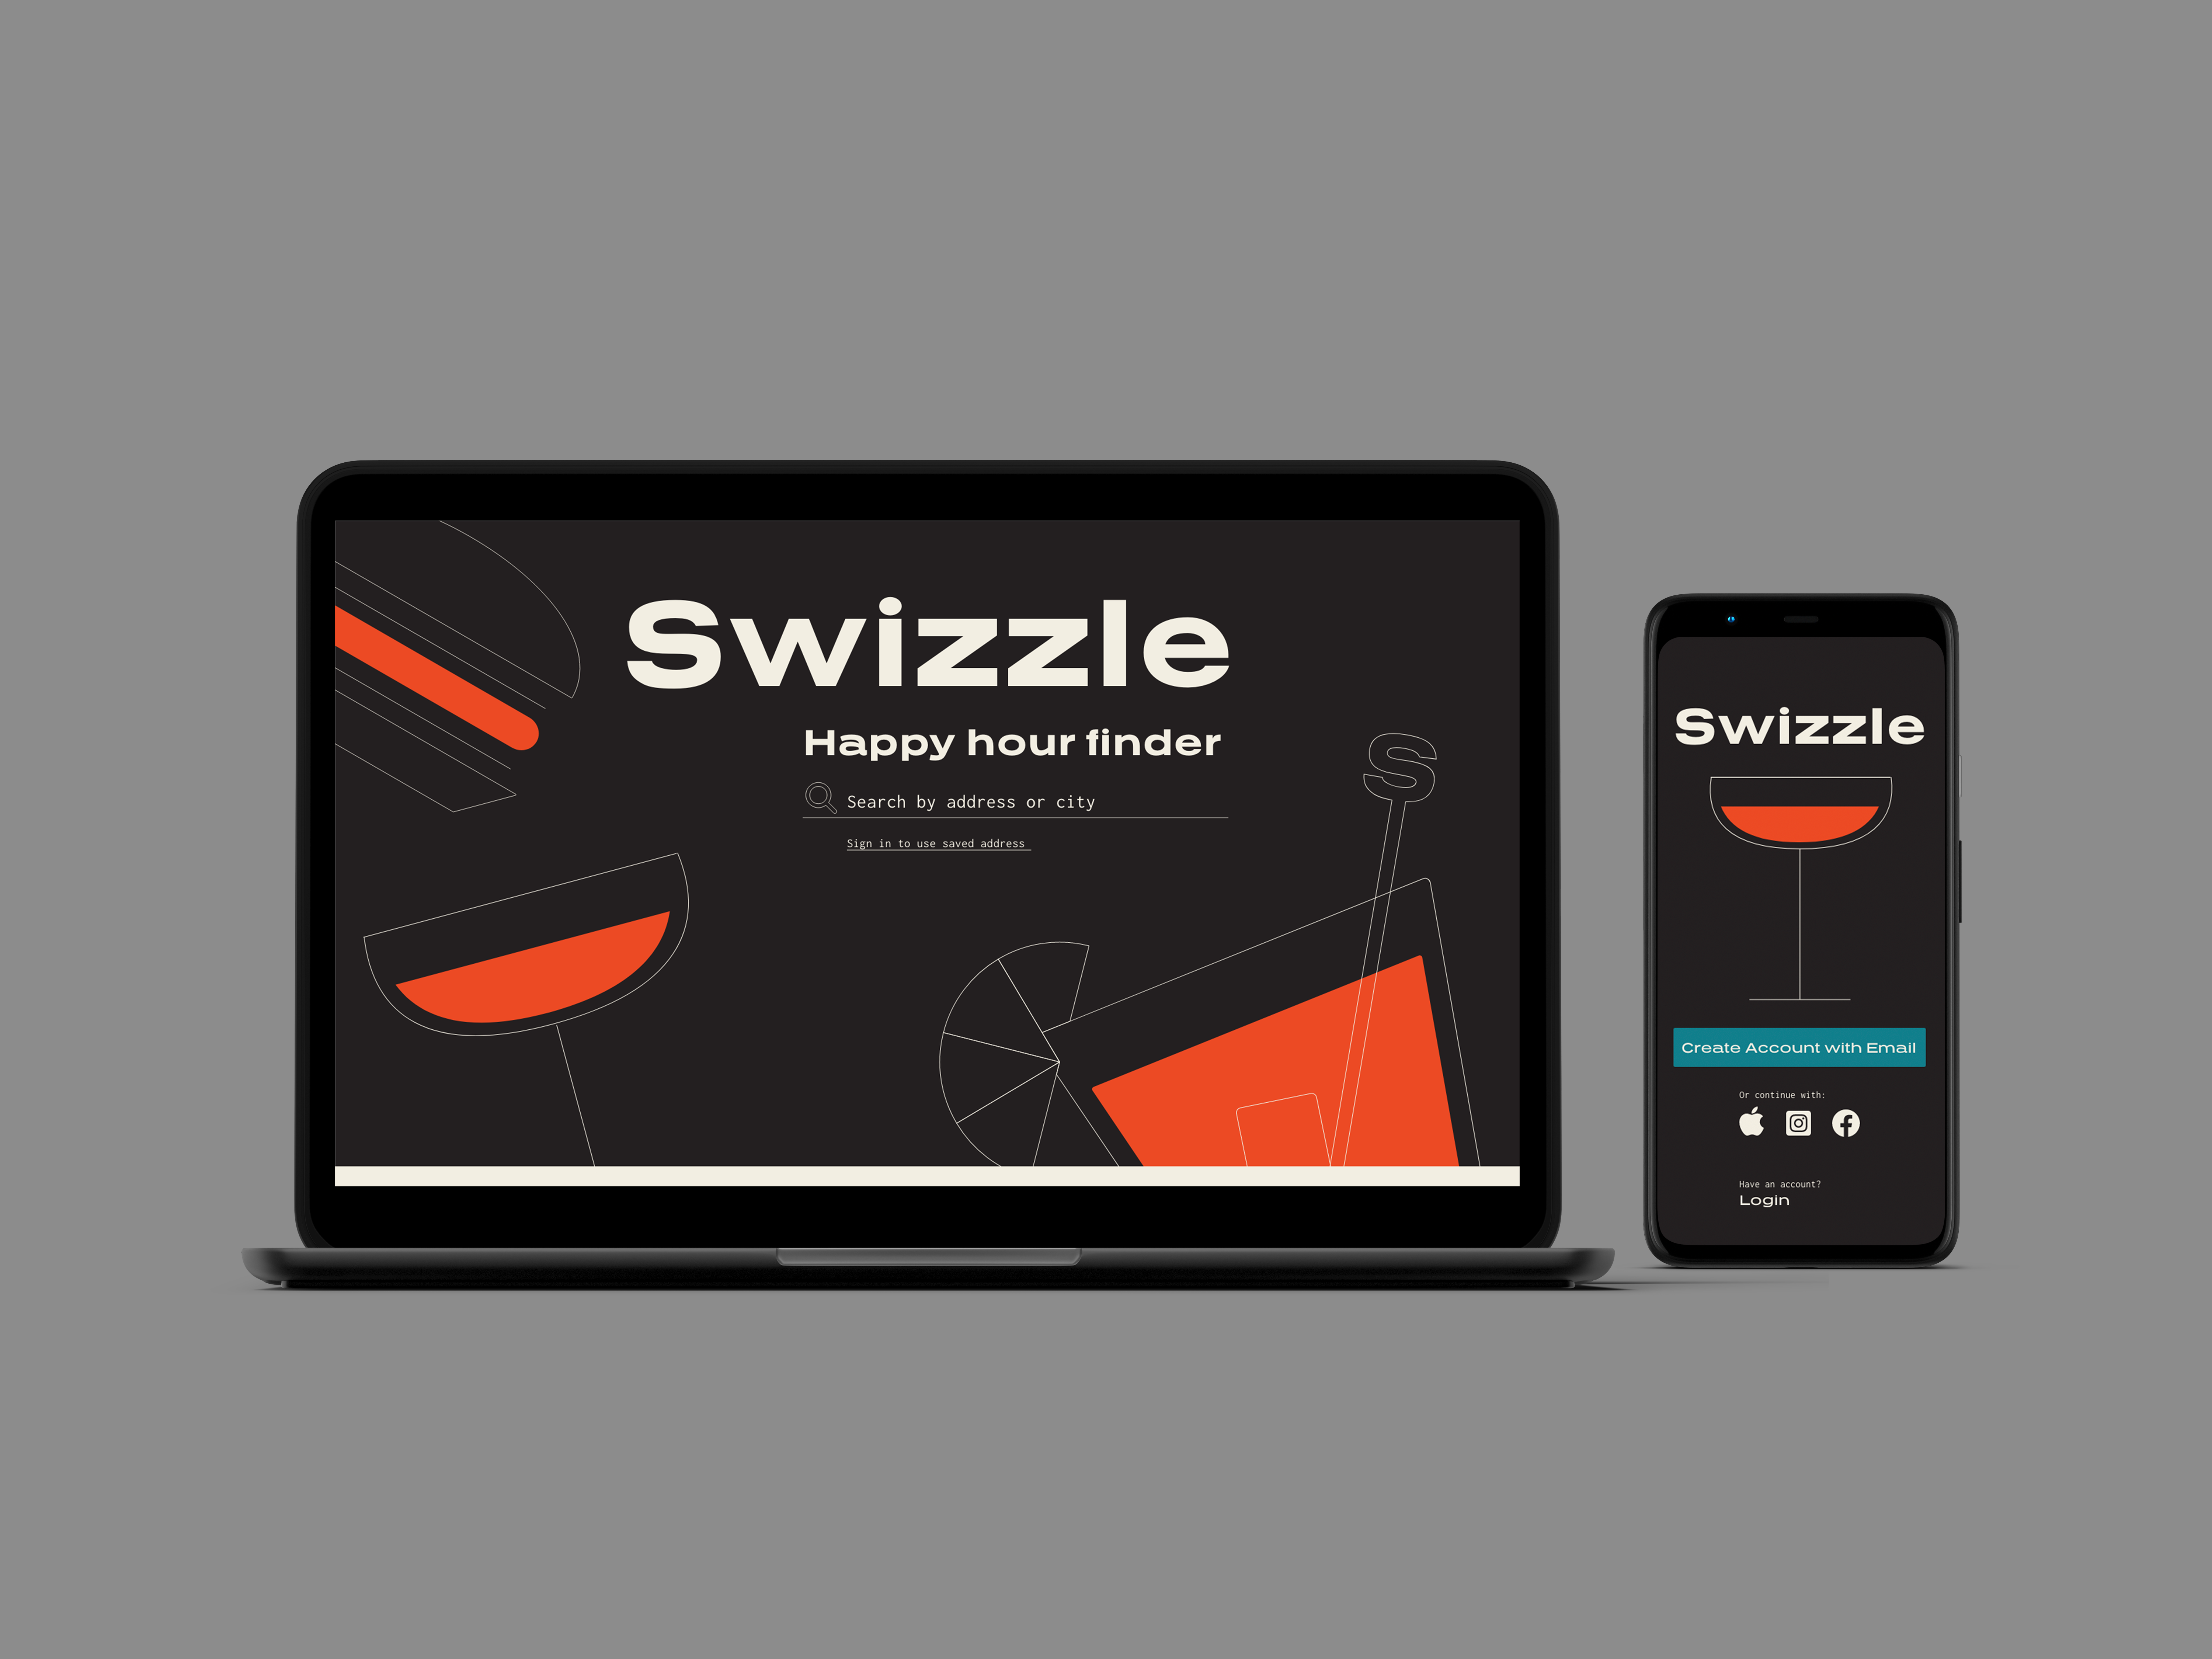 Swizzle
Happy hour finder
Search by address or city
Sign in to use saved address
S
Swizzle
Create Account with Email
Or continue with:
Have an account?
Login